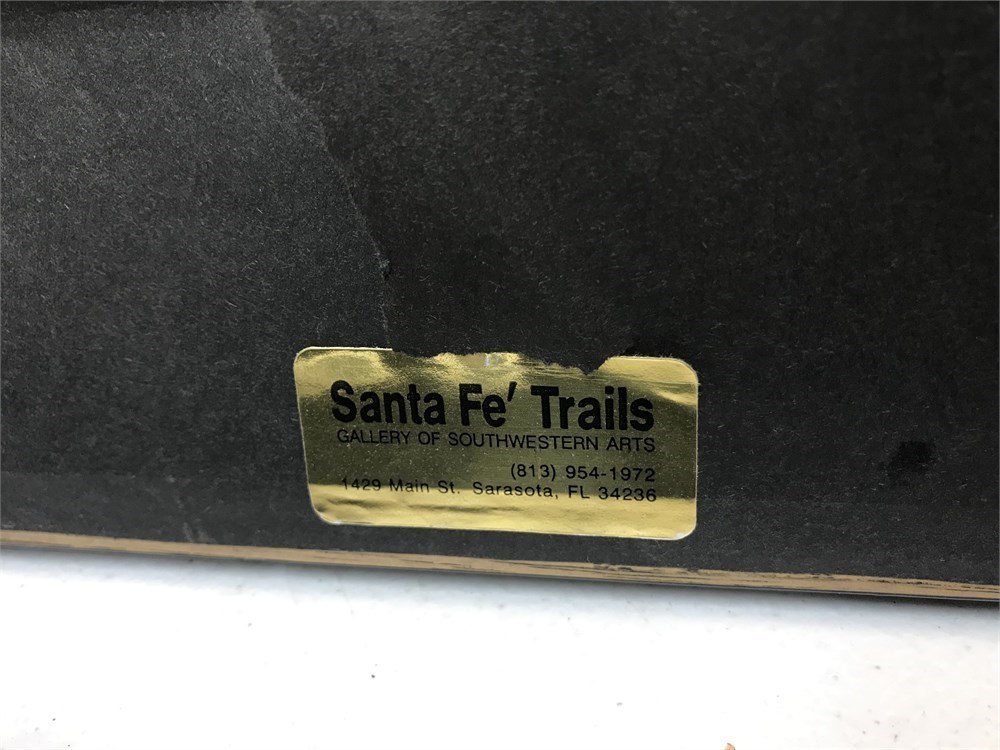 Santa Fe' Trails
GALLERY OF SOUTHWESTERN ARTS
(813) 954-1972
1429 Main St. Sarasota, FL 34236